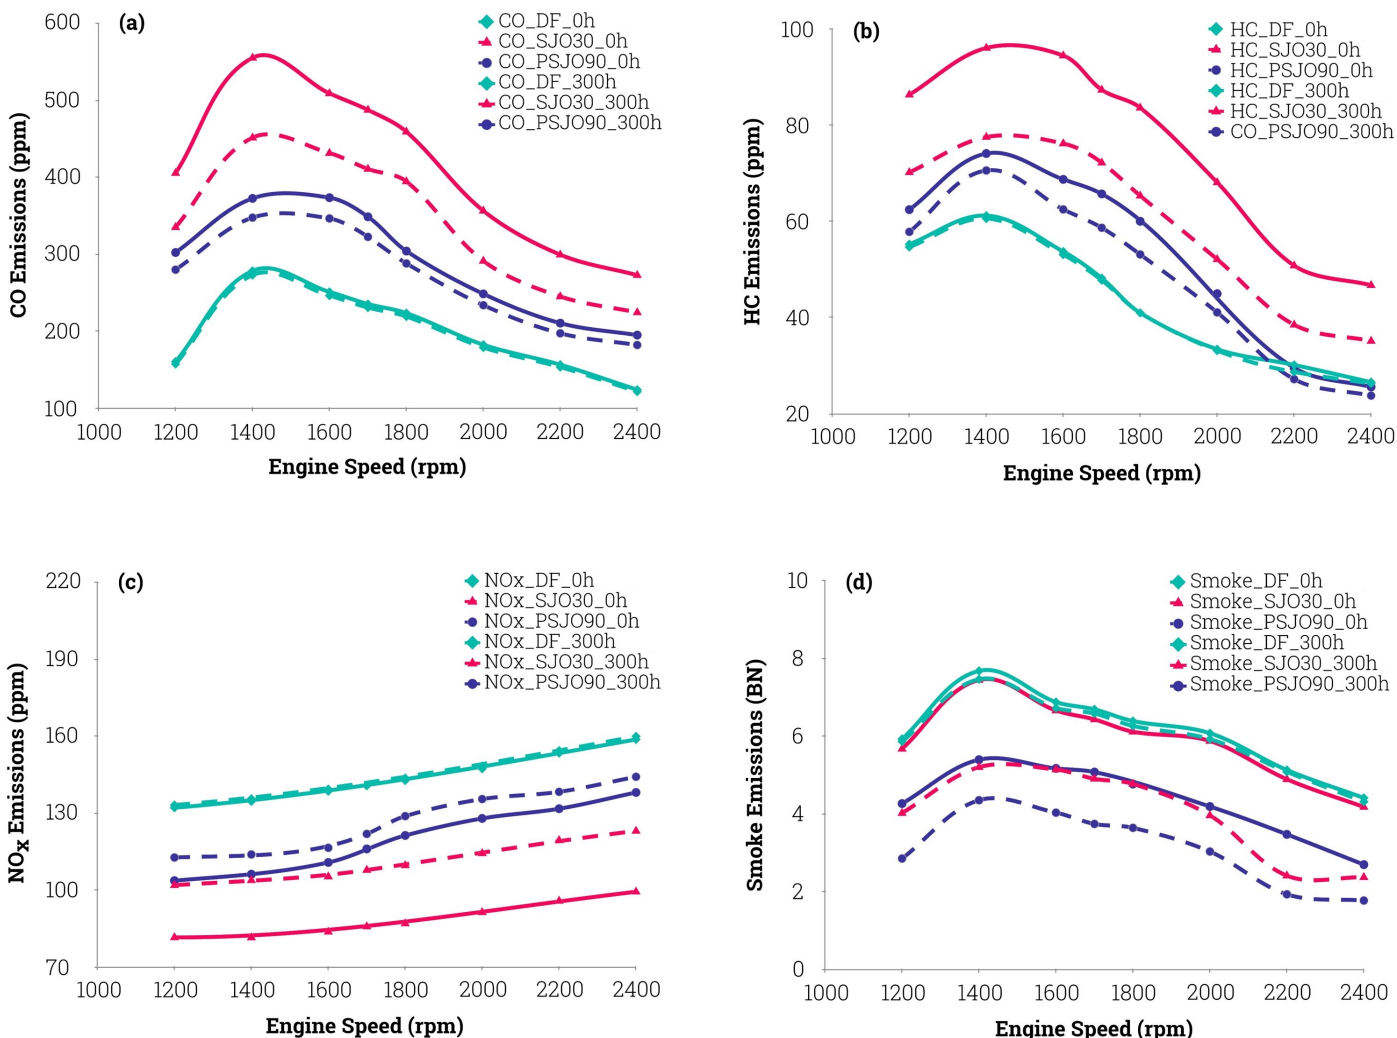 (a)
CO_DF_0h
CO_SJO30_0h
CO_PSJO90_0h
CO_DF_300h
CO_SJO30_300h
CO_PSJO90_300h
CO Emissions (ppm)
600
500
400
300
200
100
1000 1200 1400 1600 1800 2000 2200 2400
Engine Speed (rpm)
(b)
HC_DF_0h
HC_SJO30_0h
HC_PSJO90_0h
HC_DF_300h
HC_SJO30_300h
CO_PSJO90_300h
HC Emissions (ppm)
100
80
60
40
20
1000 1200 1400 1600 1800 2000 2200 2400
Engine Speed (rpm)
(c)
NOx_DF_0h
NOx_SJO30_0h
NOx_PSJO90_0h
NOx_DF_300h
NOx_SJO30_300h
NOx_PSJO90_300h
NOx Emissions (ppm)
220
190
160
130
100
70
1000 1200 1400 1600 1800 2000 2200 2400
Engine Speed (rpm)
(d)
Smoke_DF_0h
Smoke_SJO30_0h
Smoke_PSJO90_0h
Smoke_DF_300h
Smoke_SJO30_300h
Smoke_PSJO90_300h
Smoke Emissions (BN)
10
8
6
4
2
0
1000 1200 1400 1600 1800 2000 2200 2400
Engine Speed (rpm)